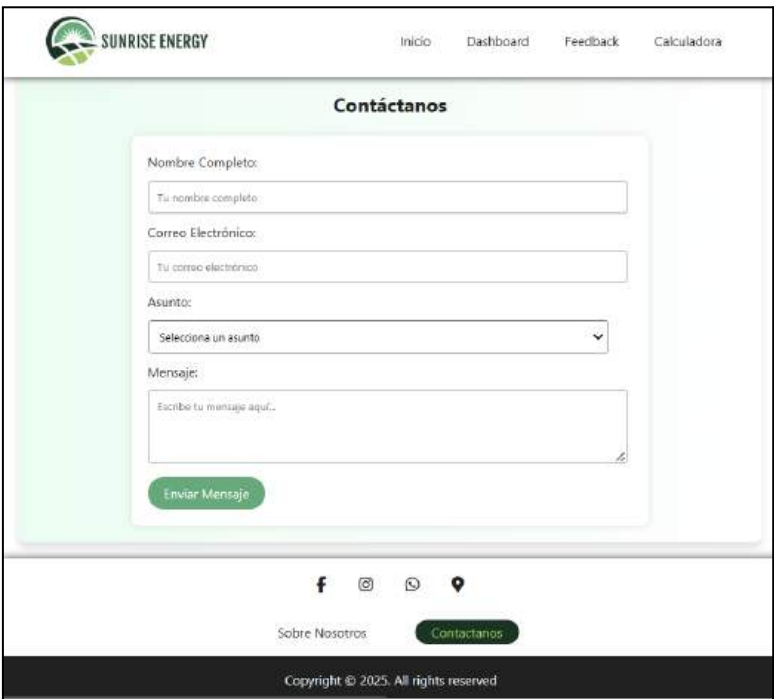 SUNRISE ENERGY
Inicio Dashboard Feedback Calculadora
Contáctanos
Nombre Completo:
Tu nombre completo
Correo Electrónico:
Tu correo electrónico
Asunto:
Selecciona un asunto
Mensaje:
Escribe tu mensaje aquí...
Enviar Mensaje
Sobre Nosotros Contactanos
Copyright © 2025. All rights reserved